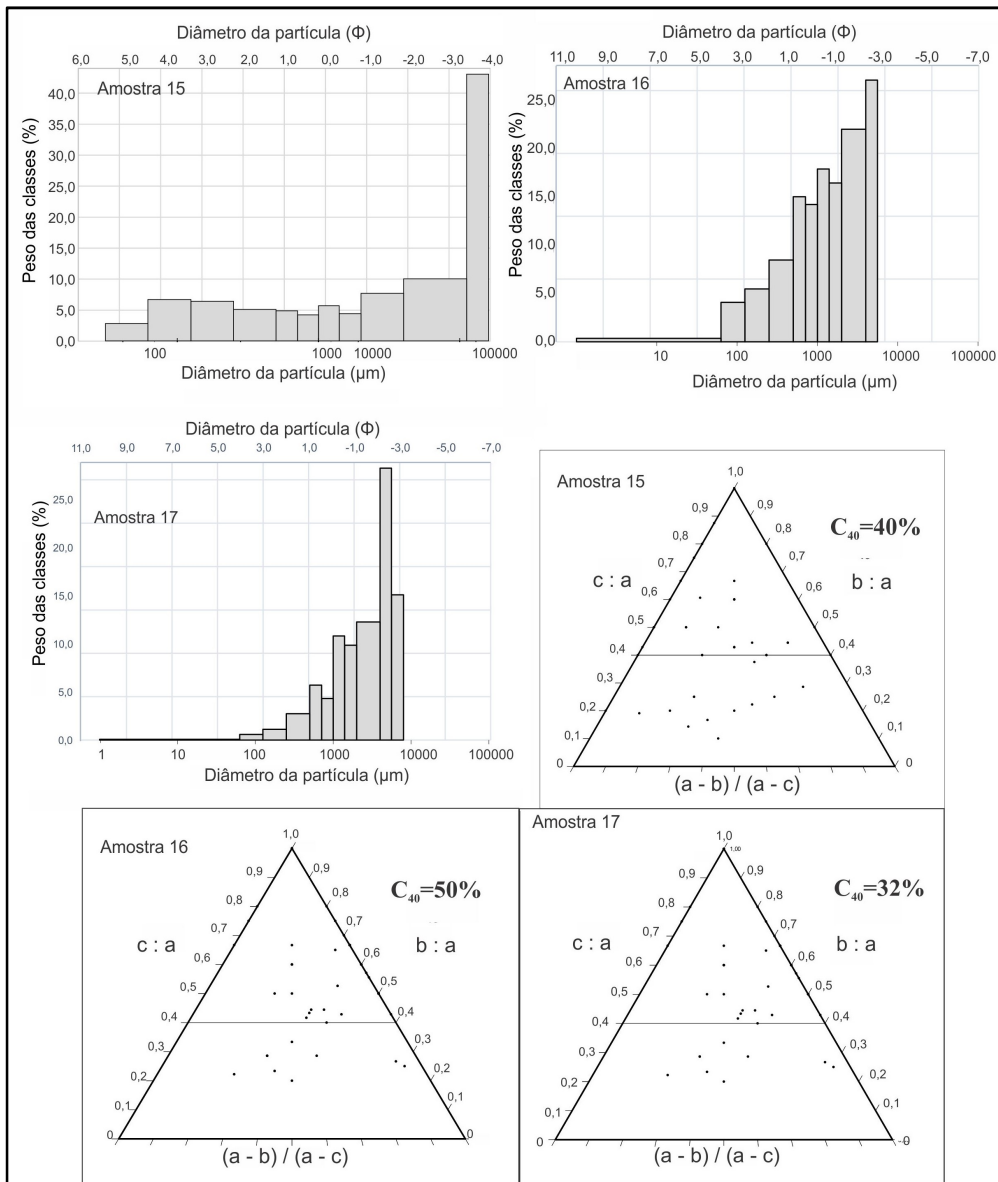 Diâmetro da partícula (Φ)
6,0 5,0 4,0 3,0 2,0 1,0 0,0 -1,0 -2,0 -3,0 -4,0
Amostra 15
Peso das classes (%)
40,0
35,0
30,0
25,0
20,0
15,0
10,0
5,0
0,0
100 1000 10000 100000
Diâmetro da partícula (μm)
Diâmetro da partícula (Φ)
11,0 9,0 7,0 5,0 3,0 1,0 -1,0 -3,0 -5,0 -7,0
Amostra 16
Peso das classes (%)
25,0
20,0
15,0
10,0
5,0
0,0
10 100 1000 10000 100000
Diâmetro da partícula (μm)
Diâmetro da partícula (Φ)
11,0 9,0 7,0 5,0 3,0 1,0 -1,0 -3,0 -5,0 -7,0
Amostra 17
Peso das classes (%)
25,0
20,0
15,0
10,0
5,0
0,0
1 10 100 1000 10000 100000
Diâmetro da partícula (μm)
Amostra 15
C40=40%
c : a
b : a
1,0
0,9 0,9
0,8 0,8
0,7 0,7
0,6 0,6
0,5 0,5
0,4 0,4
0,3 0,3
0,2 0,2
0,1 0,1
0 0
(a - b) / (a - c)
Amostra 16
C40=50%
c : a
b : a
1,0
0,9 0,9
0,8 0,8
0,7 0,7
0,6 0,6
0,5 0,5
0,4 0,4
0,3 0,3
0,2 0,2
0,1 0,1
0 0
(a - b) / (a - c)
Amostra 17
C40=32%
c : a
b : a
1,0
1,00
0,9 0,9
0,8 0,8
0,7 0,7
0,6 0,6
0,5 0,5
0,4 0,4
0,3 0,3
0,2 0,2
0,1 0,1
0 0
(a - b) / (a - c)